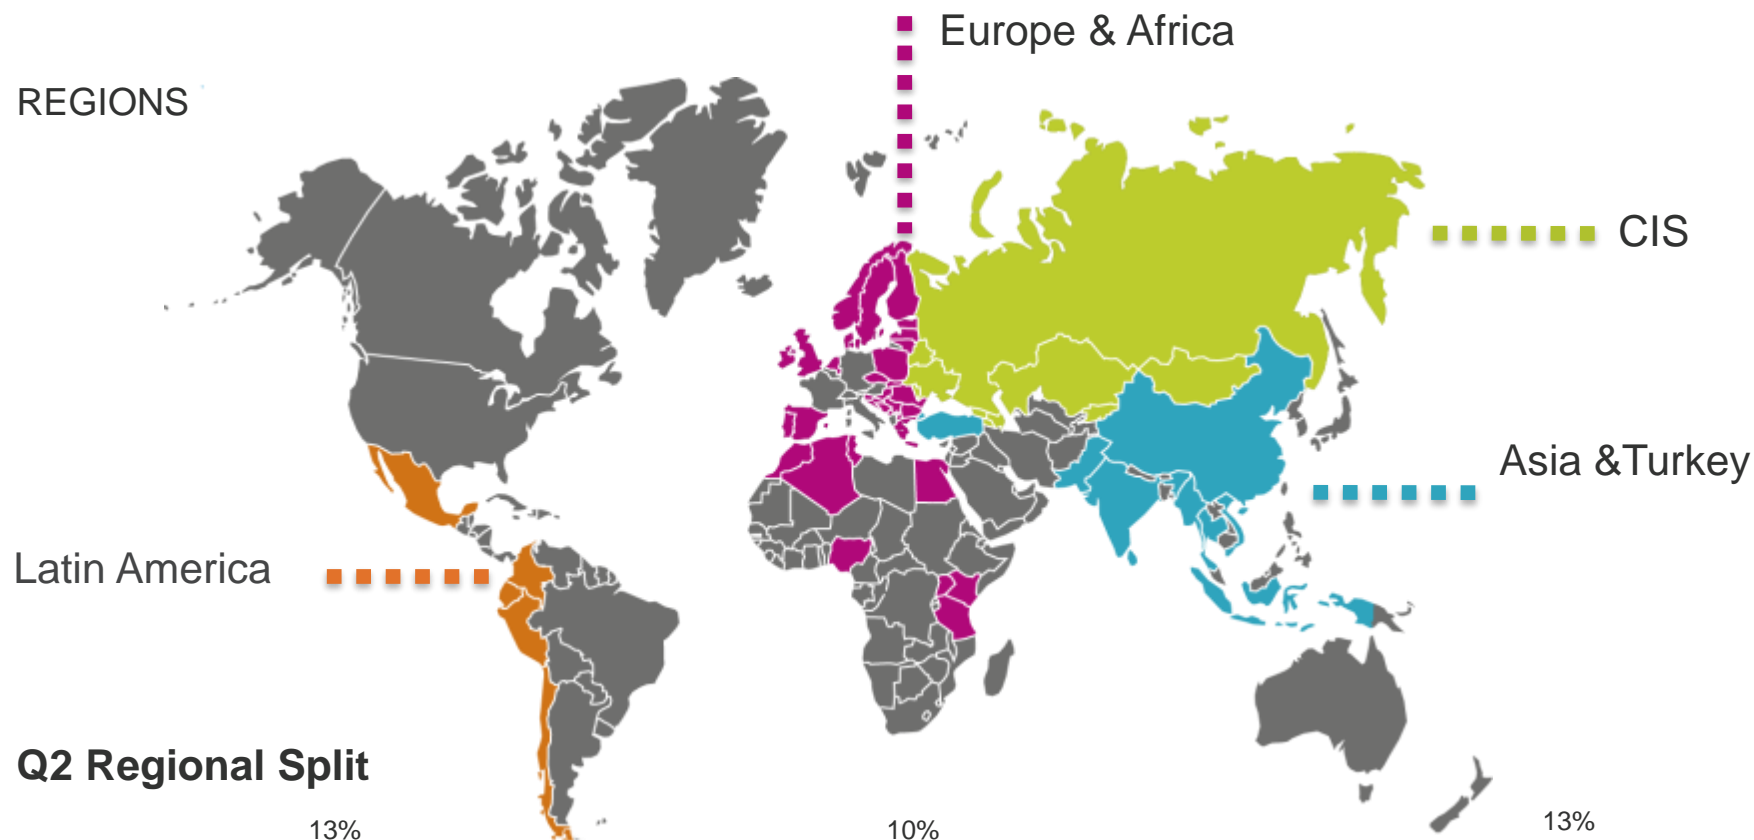 Europe & Africa
REGIONS
CIS
Asia &Turkey
Latin America
Q2 Regional Split
13%
10%
13%